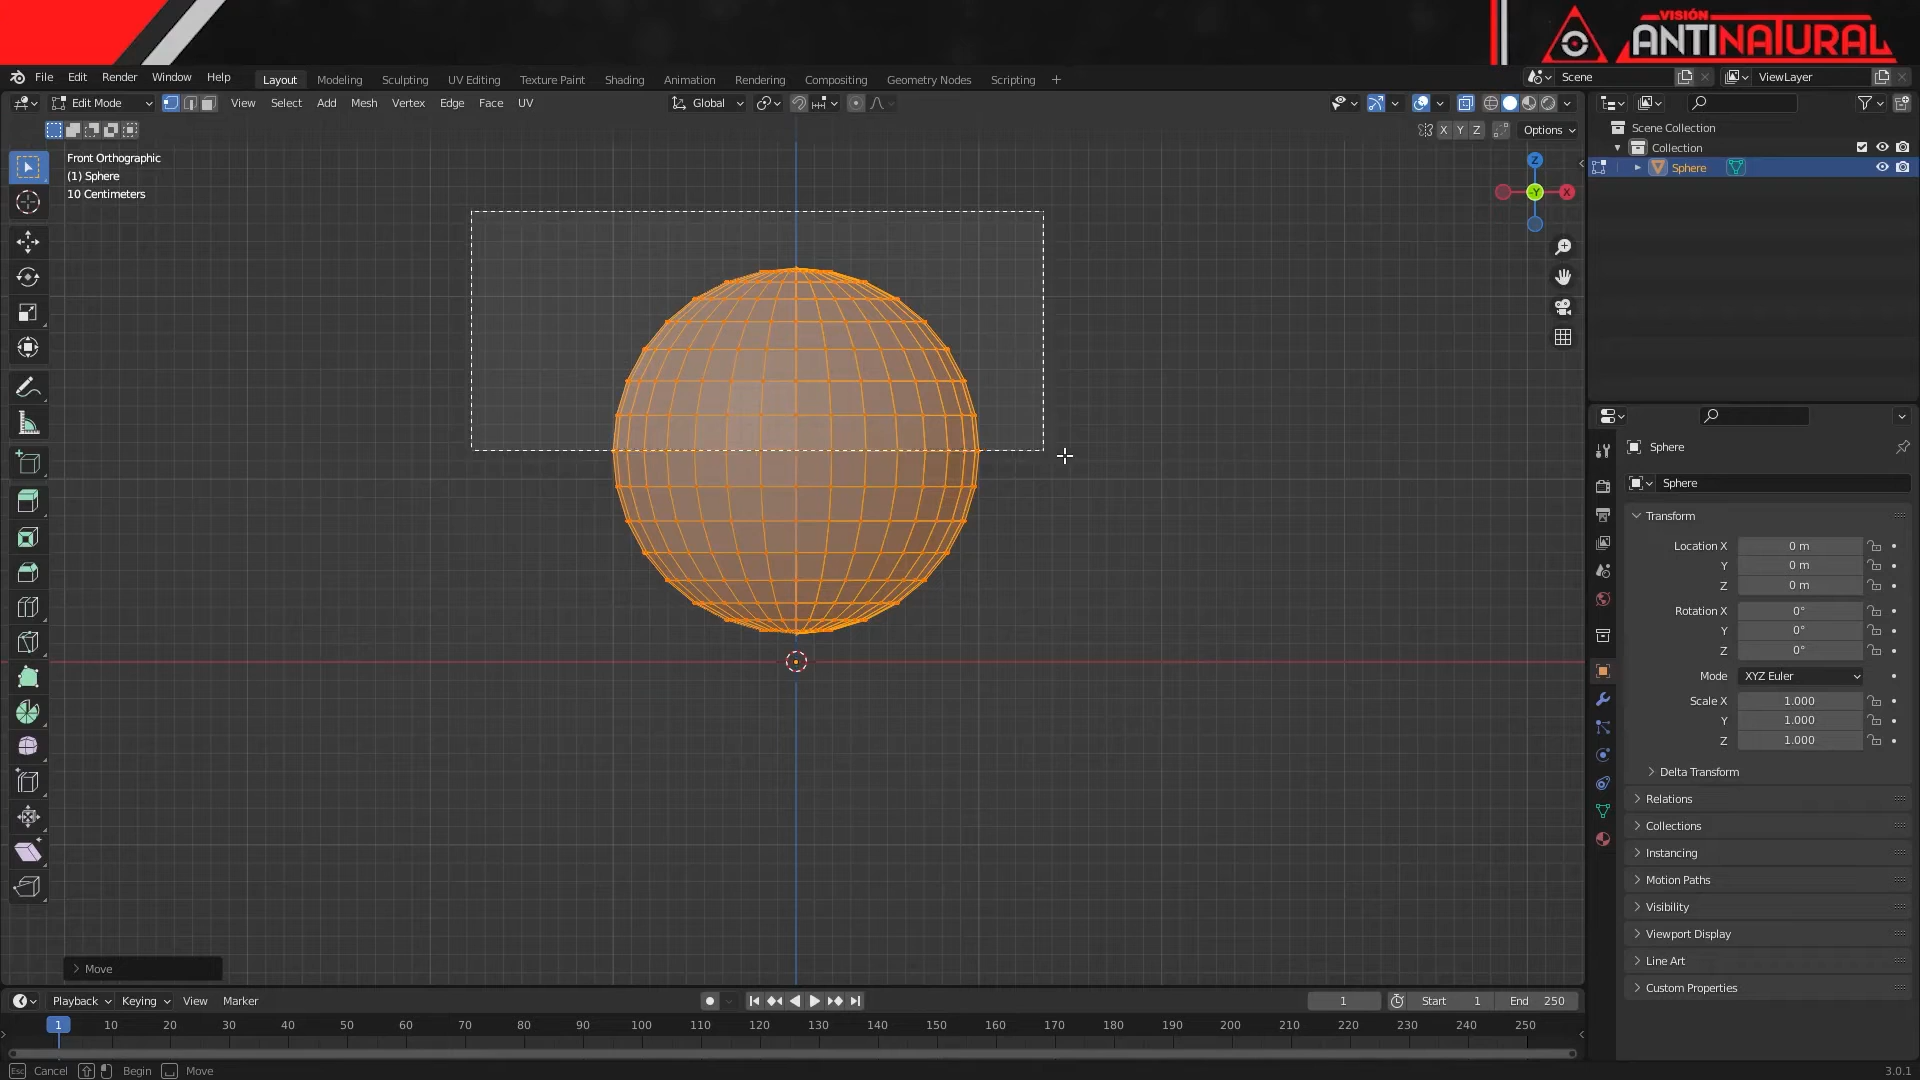 VISIÓN
ANTINATURAL
File Edit Render Window Help
Layout Modeling Sculpting UV Editing Texture Paint Shading Animation Rendering Compositing Geometry Nodes Scripting +
Scene
ViewLayer
Edit Mode View Select Add Mesh Vertex Edge Face UV
Global
X Y Z Options
Front Orthographic
(1) Sphere
10 Centimeters
Z
Y
X
Scene Collection
Collection
Sphere
Sphere
Sphere
Transform
Location X 0 m
Y 0 m
Z 0 m
Rotation X 0°
Y 0°
Z 0°
Mode XYZ Euler
Scale X 1.000
Y 1.000
Z 1.000
Delta Transform
Relations
Collections
Instancing
Motion Paths
Visibility
Viewport Display
Line Art
Custom Properties
Move
Playback Keying View Marker
1 Start 1 End 250
1 10 20 30 40 50 60 70 80 90 100 110 120 130 140 150 160 170 180 190 200 210 220 230 240 250
Esc Cancel Begin Move
3.0.1